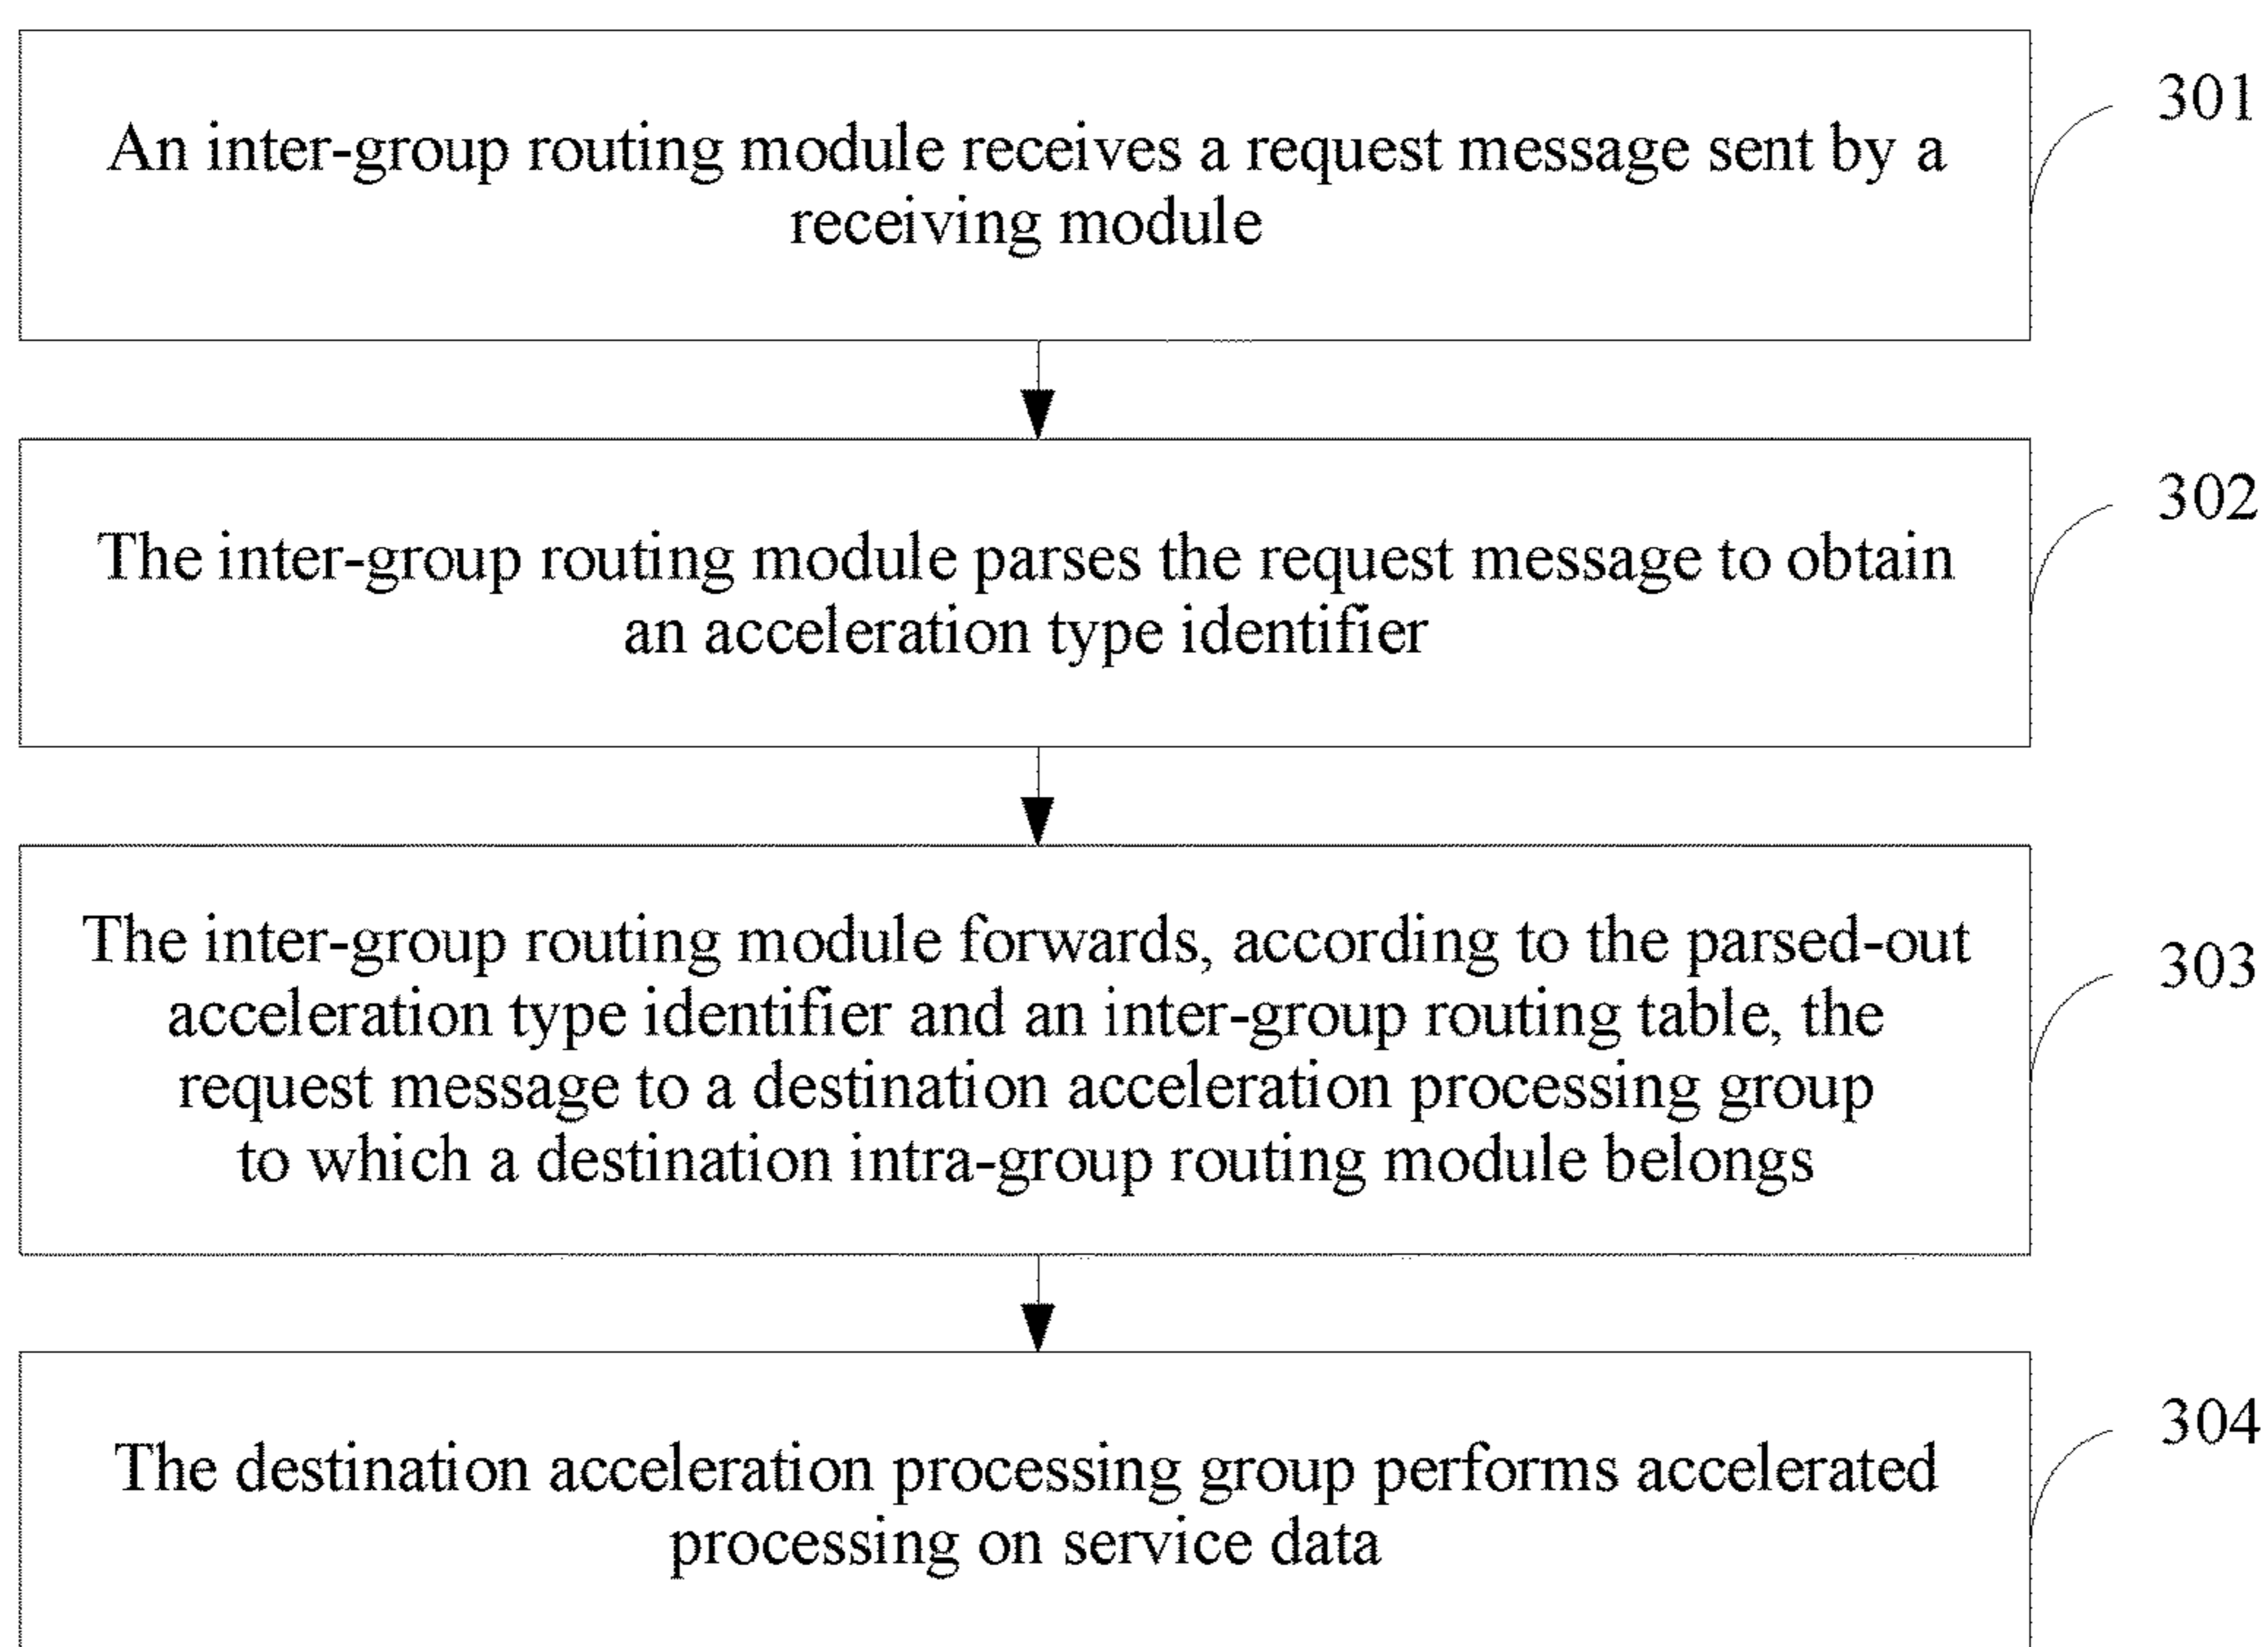 301
An inter-group routing module receives a request message sent by a
receiving module
302
The inter-group routing module parses the request message to obtain
an acceleration type identifier
303
The inter-group routing module forwards, according to the parsed-out
acceleration type identifier and an inter-group routing table, the
request message to a destination acceleration processing group
to which a destination intra-group routing module belongs
304
The destination acceleration processing group performs accelerated
processing on service data